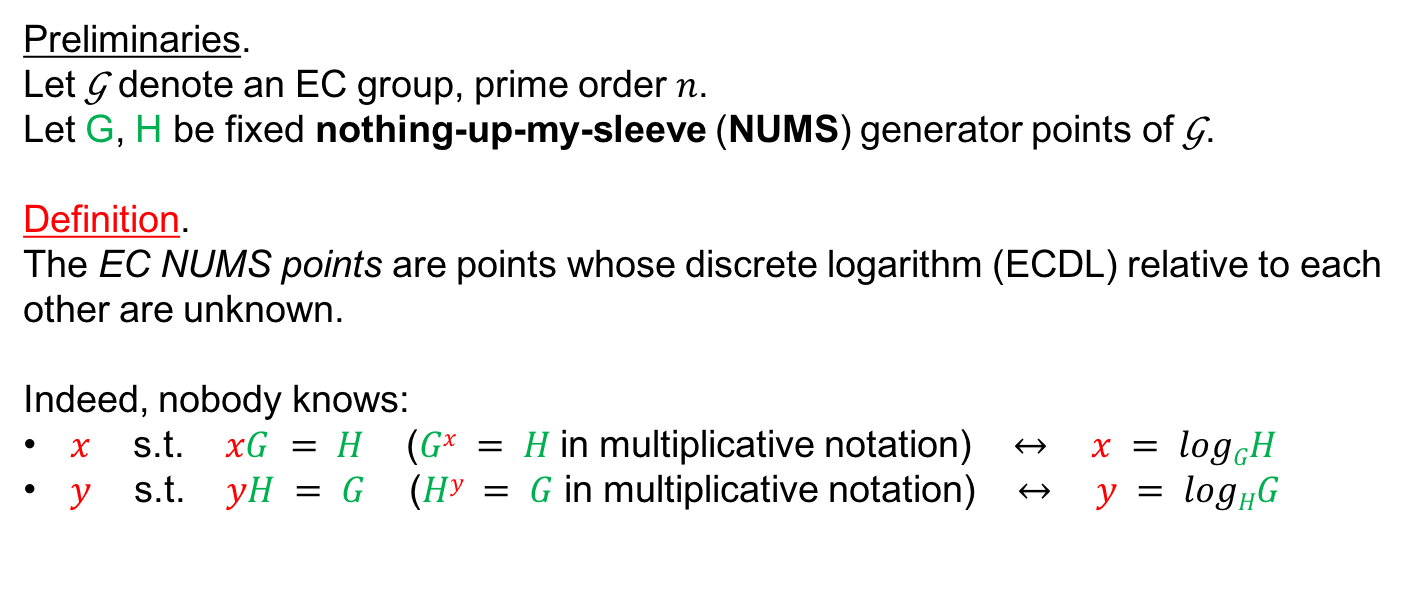 Preliminaries.
Let 𝒢 denote an EC group, prime order n.
Let G, H be fixed nothing-up-my-sleeve (NUMS) generator points of 𝒢.
Definition.
The EC NUMS points are points whose discrete logarithm (ECDL) relative to each
other are unknown.
Indeed, nobody knows:
• x s.t. xG = H (Gˣ = H in multiplicative notation) ↔ x = log_G H
• y s.t. yH = G (Hʸ = G in multiplicative notation) ↔ y = log_H G